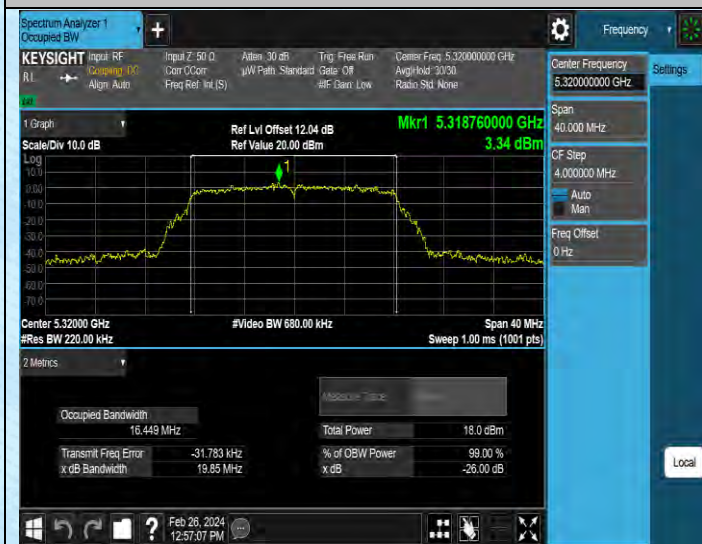 Spectrum Analyzer 1
Occupied BW
Frequency
KEYSIGHT
Input: RF
Coupling: DC
Align: Auto
Input Z: 50 Ω
Corr CCorr
Freq Ref: Int (S)
Atten: 30 dB
µW Path: Standard
Trig: Free Run
Gate: Off
#IF Gain: Low
Center Freq: 5.320000000 GHz
Avg|Hold: 30/30
Radio Std: None
Center Frequency
5.320000000 GHz
Settings
Span
40.000 MHz
CF Step
4.000000 MHz
Auto
Man
Freq Offset
0 Hz
1 Graph
Scale/Div 10.0 dB
Ref Lvl Offset 12.04 dB
Ref Value 20.00 dBm
Mkr1 5.318760000 GHz
3.34 dBm
Log
10.0
0.00
-10.0
-20.0
-30.0
-40.0
-50.0
-60.0
-70.0
1
Center 5.32000 GHz
#Res BW 220.00 kHz
#Video BW 680.00 kHz
Span 40 MHz
Sweep 1.00 ms (1001 pts)
2 Metrics
Measure Trace
Occupied Bandwidth
16.449 MHz
Total Power 18.0 dBm
Transmit Freq Error -31.783 kHz
% of OBW Power 99.00 %
x dB Bandwidth 19.85 MHz
x dB -26.00 dB
Local
?
Feb 26, 2024
12:57:07 PM